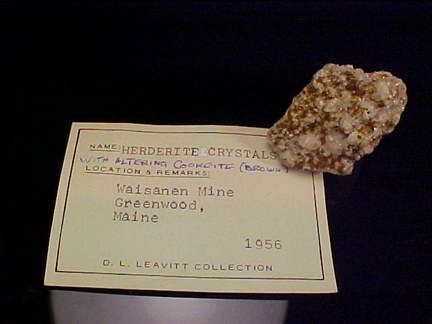 NAME: HERDERITE CRYSTALS
WITH ALTERING COOKEITE (BROWN)
LOCATION & REMARKS:
Waisanen Mine
Greenwood,
Maine
1956
D. L. LEAVITT COLLECTION